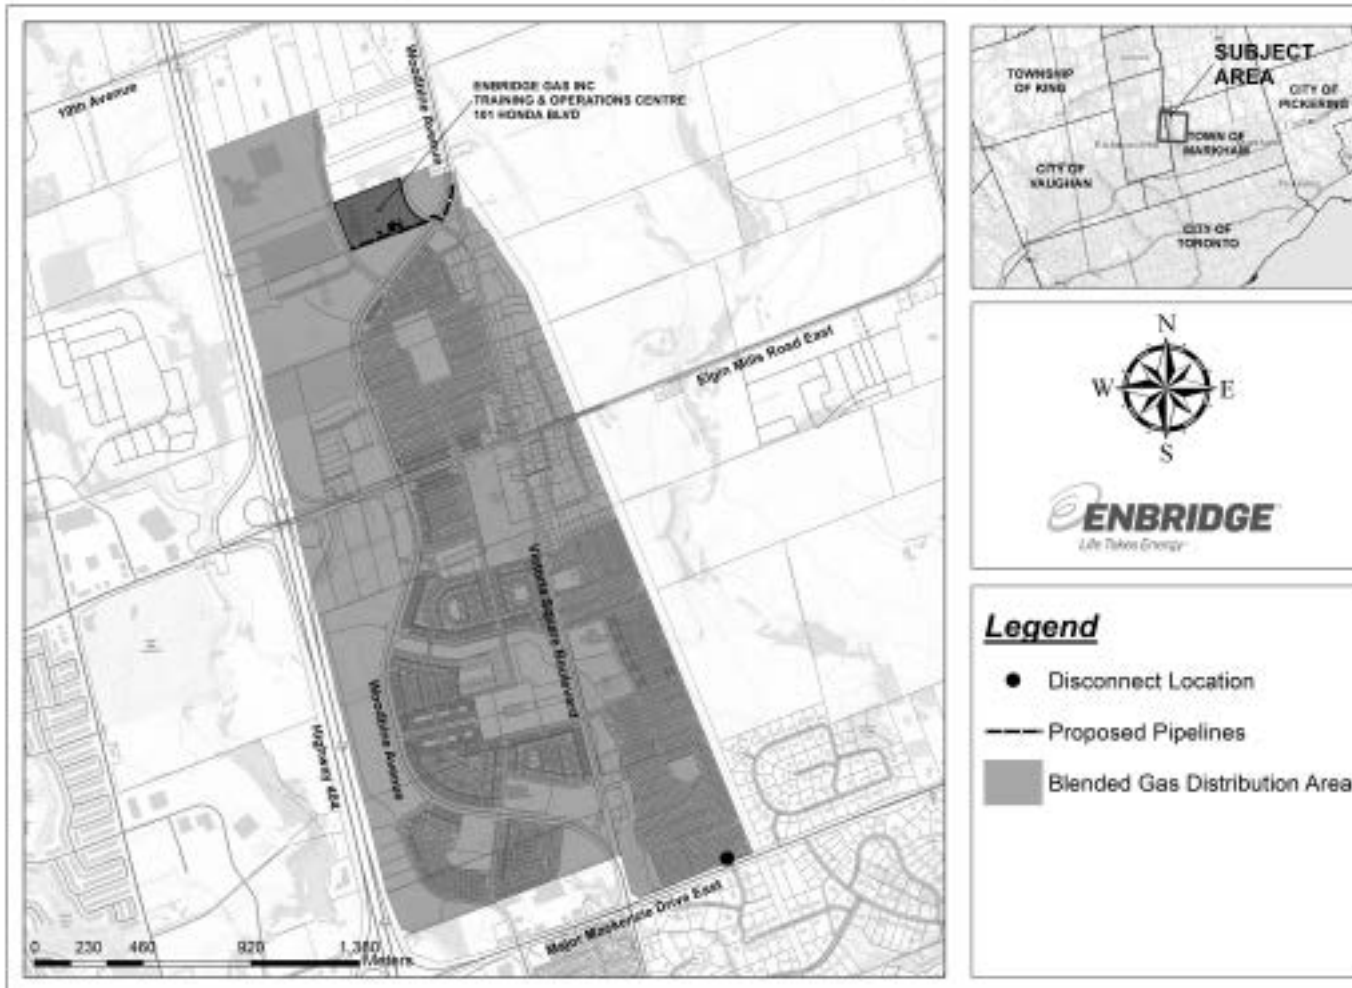 19th Avenue
Woodbine Avenue
ENBRIDGE GAS INC
TRAINING & OPERATIONS CENTRE
101 HONDA BLVD
Elgin Mills Road East
Victoria Square Boulevard
Woodbine Avenue
Highway 404
Major Mackenzie Drive East
0 230 460 920 1,380
Meters
SUBJECT
AREA
TOWNSHIP
OF KING
CITY OF
PICKERING
TOWN OF
MARKHAM
CITY OF
VAUGHAN
CITY OF
TORONTO
N
W E
S
ENBRIDGE
Life Takes Energy
Legend
Disconnect Location
Proposed Pipelines
Blended Gas Distribution Area